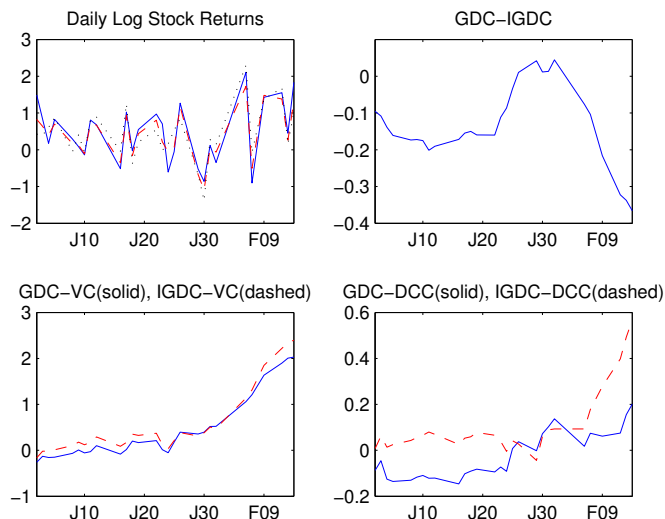 Daily Log Stock Returns
3
2
1
0
−1
−2
J10 J20 J30 F09
GDC−IGDC
0
−0.1
−0.2
−0.3
−0.4
J10 J20 J30 F09
GDC−VC(solid), IGDC−VC(dashed)
3
2
1
0
−1
J10 J20 J30 F09
GDC−DCC(solid), IGDC−DCC(dashed)
0.6
0.4
0.2
0
−0.2
J10 J20 J30 F09